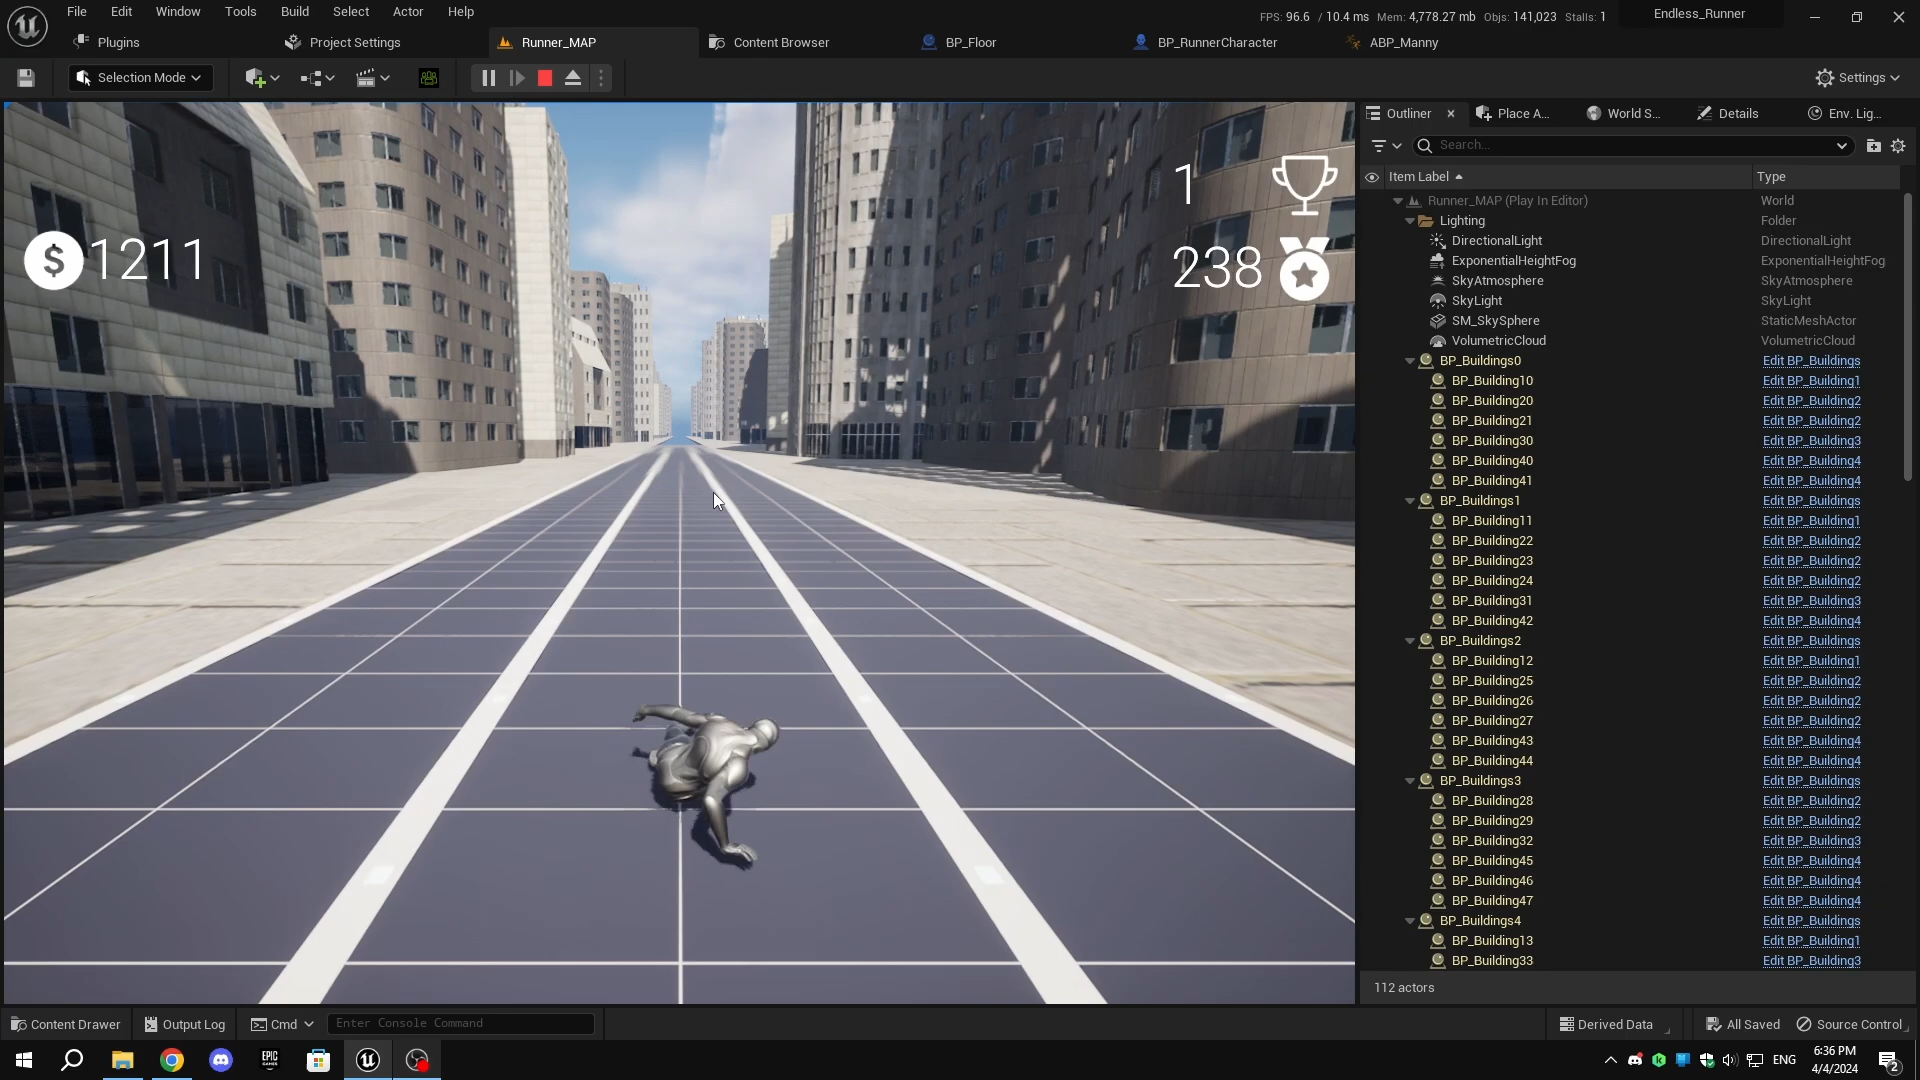 File Edit Window Tools Build Select Actor Help
FPS: 96.6 / 10.4 ms Mem: 4,778.27 mb Objs: 141,023 Stalls: 1
Endless_Runner
Plugins
Project Settings
Runner_MAP
Content Browser
BP_Floor
BP_RunnerCharacter
ABP_Manny
Selection Mode
Settings
1
$ 1211
238
Outliner
Place A...
World S...
Details
Env. Lig...
Search...
Item Label Type
Runner_MAP (Play In Editor) World
Lighting Folder
DirectionalLight DirectionalLight
ExponentialHeightFog ExponentialHeightFog
SkyAtmosphere SkyAtmosphere
SkyLight SkyLight
SM_SkySphere StaticMeshActor
VolumetricCloud VolumetricCloud
BP_Buildings0 Edit BP_Buildings
BP_Building10 Edit BP_Building1
BP_Building20 Edit BP_Building2
BP_Building21 Edit BP_Building2
BP_Building30 Edit BP_Building3
BP_Building40 Edit BP_Building4
BP_Building41 Edit BP_Building4
BP_Buildings1 Edit BP_Buildings
BP_Building11 Edit BP_Building1
BP_Building22 Edit BP_Building2
BP_Building23 Edit BP_Building2
BP_Building24 Edit BP_Building2
BP_Building31 Edit BP_Building3
BP_Building42 Edit BP_Building4
BP_Buildings2 Edit BP_Buildings
BP_Building12 Edit BP_Building1
BP_Building25 Edit BP_Building2
BP_Building26 Edit BP_Building2
BP_Building27 Edit BP_Building2
BP_Building43 Edit BP_Building4
BP_Building44 Edit BP_Building4
BP_Buildings3 Edit BP_Buildings
BP_Building28 Edit BP_Building2
BP_Building29 Edit BP_Building2
BP_Building32 Edit BP_Building3
BP_Building45 Edit BP_Building4
BP_Building46 Edit BP_Building4
BP_Building47 Edit BP_Building4
BP_Buildings4 Edit BP_Buildings
BP_Building13 Edit BP_Building1
BP_Building33 Edit BP_Building3
112 actors
Content Drawer
Output Log
Cmd
Enter Console Command
Derived Data
All Saved
Source Control
EPIC GAMES
ENG
6:36 PM
4/4/2024
2